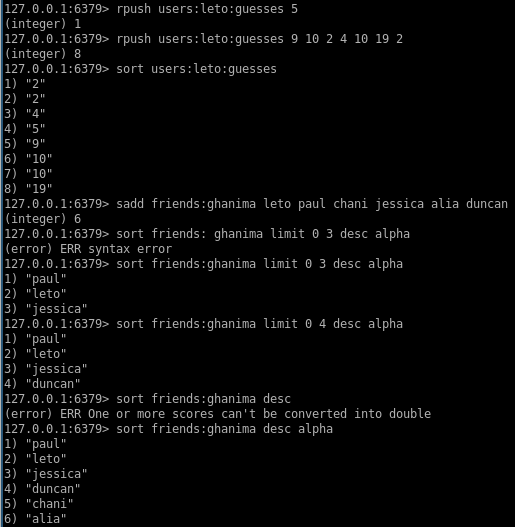 127.0.0.1:6379> rpush users:leto:guesses 5
(integer) 1
127.0.0.1:6379> rpush users:leto:guesses 9 10 2 4 10 19 2
(integer) 8
127.0.0.1:6379> sort users:leto:guesses
1) "2"
2) "2"
3) "4"
4) "5"
5) "9"
6) "10"
7) "10"
8) "19"
127.0.0.1:6379> sadd friends:ghanima leto paul chani jessica alia duncan
(integer) 6
127.0.0.1:6379> sort friends: ghanima limit 0 3 desc alpha
(error) ERR syntax error
127.0.0.1:6379> sort friends:ghanima limit 0 3 desc alpha
1) "paul"
2) "leto"
3) "jessica"
127.0.0.1:6379> sort friends:ghanima limit 0 4 desc alpha
1) "paul"
2) "leto"
3) "jessica"
4) "duncan"
127.0.0.1:6379> sort friends:ghanima desc
(error) ERR One or more scores can't be converted into double
127.0.0.1:6379> sort friends:ghanima desc alpha
1) "paul"
2) "leto"
3) "jessica"
4) "duncan"
5) "chani"
6) "alia"